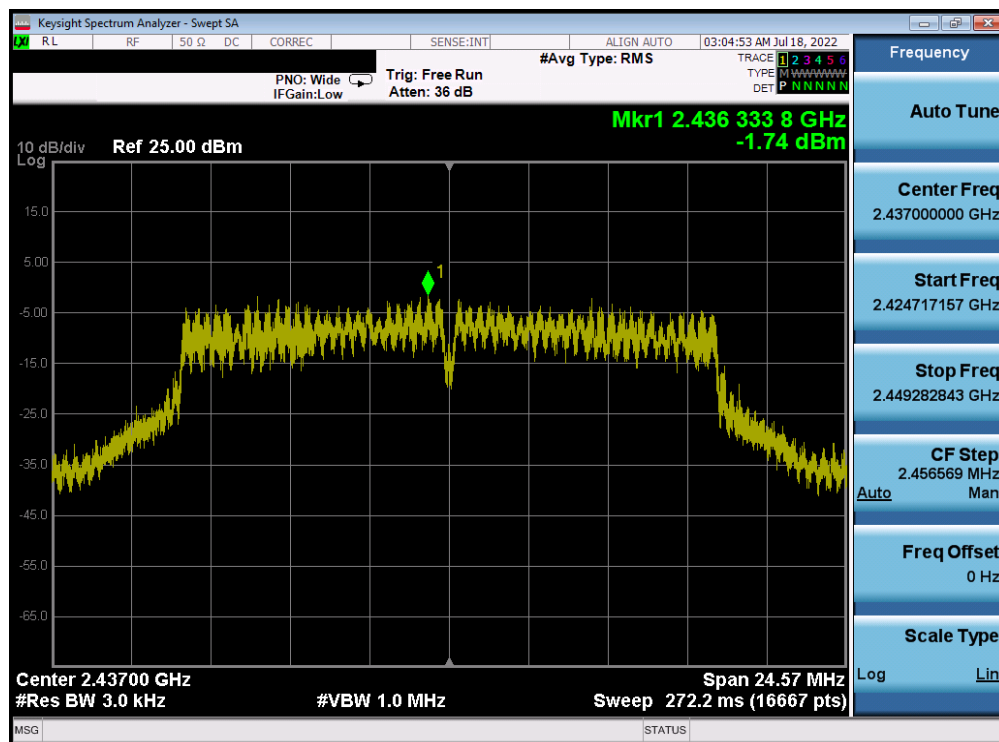 Keysight Spectrum Analyzer - Swept SA
LXI RL RF 50 Ω DC CORREC SENSE:INT ALIGN AUTO 03:04:53 AM Jul 18, 2022
#Avg Type: RMS TRACE 1 2 3 4 5 6
PNO: Wide Trig: Free Run TYPE M WWWWW
IFGain:Low Atten: 36 dB DET P N N N N N
Mkr1 2.436 333 8 GHz
-1.74 dBm
10 dB/div Ref 25.00 dBm
Log
15.0
1
5.00
-5.00
-15.0
-25.0
-35.0
-45.0
-55.0
-65.0
Center 2.43700 GHz Span 24.57 MHz
#Res BW 3.0 kHz #VBW 1.0 MHz Sweep 272.2 ms (16667 pts)
MSG STATUS
Frequency
Auto Tune
Center Freq
2.437000000 GHz
Start Freq
2.424717157 GHz
Stop Freq
2.449282843 GHz
CF Step
2.456569 MHz
Auto Man
Freq Offset
0 Hz
Scale Type
Log Lin